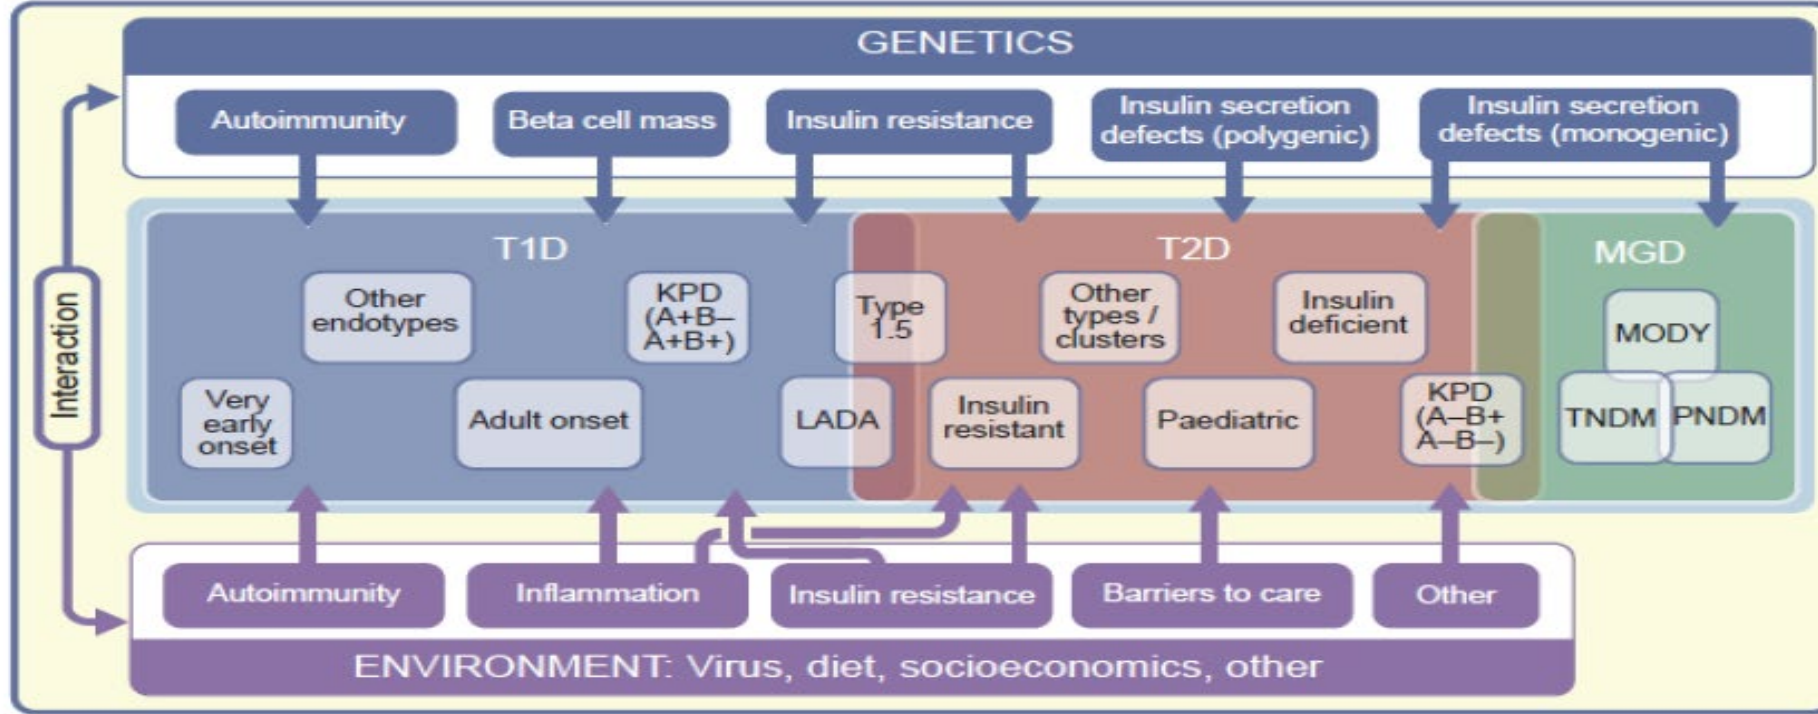 GENETICS
Autoimmunity
Beta cell mass
Insulin resistance
Insulin secretion
defects (polygenic)
Insulin secretion
defects (monogenic)
Interaction
T1D
T2D
MGD
Other
endotypes
KPD
(A+B–
A+B+)
Type
1.5
Other
types /
clusters
Insulin
deficient
MODY
Very
early
onset
Adult onset
LADA
Insulin
resistant
Paediatric
KPD
(A–B+
A–B–)
TNDM
PNDM
Autoimmunity
Inflammation
Insulin resistance
Barriers to care
Other
ENVIRONMENT: Virus, diet, socioeconomics, other